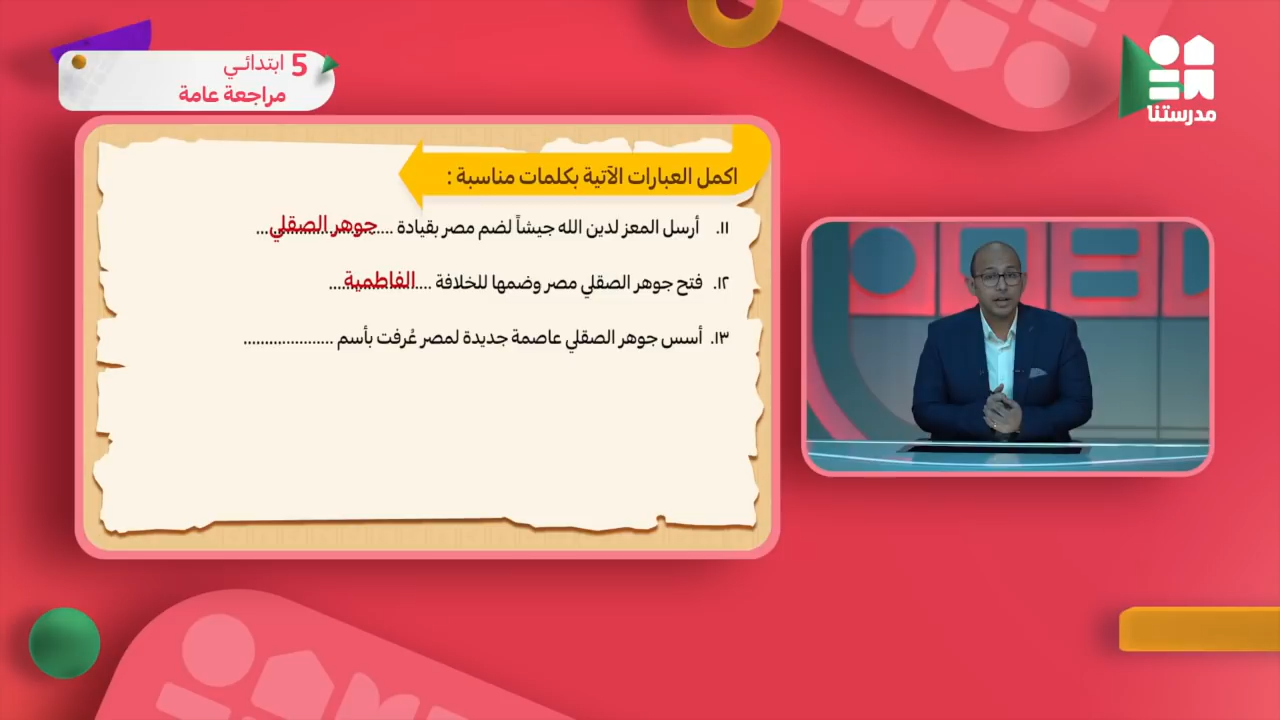 5 ابتدائي
مراجعة عامة
مدرستنا
اكمل العبارات الآتية بكلمات مناسبة :
١١. أرسل المعز لدين الله جيشاً لضم مصر بقيادة ....جوهر الصقلي...
١٢. فتح جوهر الصقلي مصر وضمها للخلافة ....الفاطمية....
١٣. أسس جوهر الصقلي عاصمة جديدة لمصر عُرفت بأسم .....................